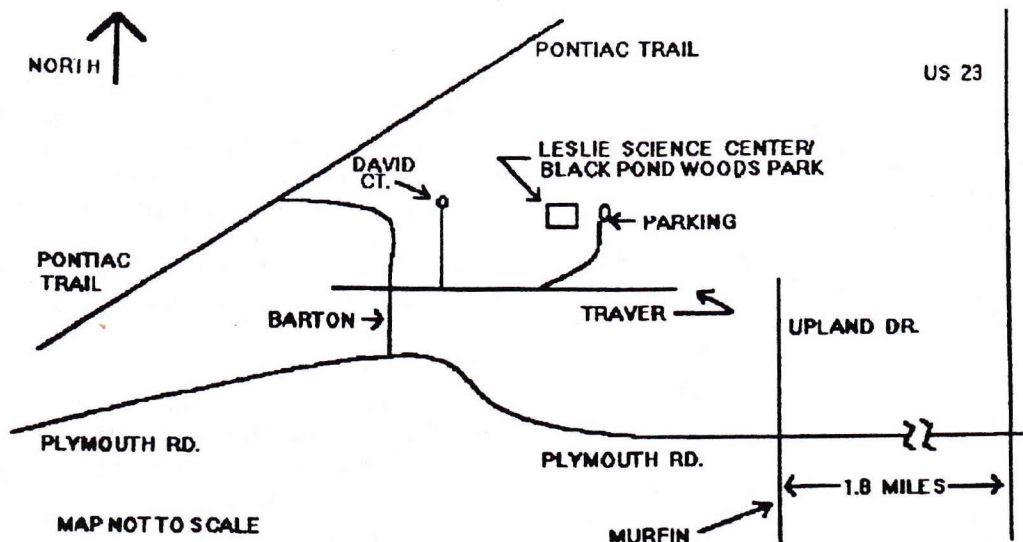 PONTIAC TRAIL
NORTH
US 23
LESLIE SCIENCE CENTER/
BLACK POND WOODS PARK
DAVID
CT.
PARKING
PONTIAC
TRAIL
BARTON
TRAVER
UPLAND DR.
PLYMOUTH RD.
PLYMOUTH RD.
1.8 MILES
MAP NOT TO SCALE
MURFIN